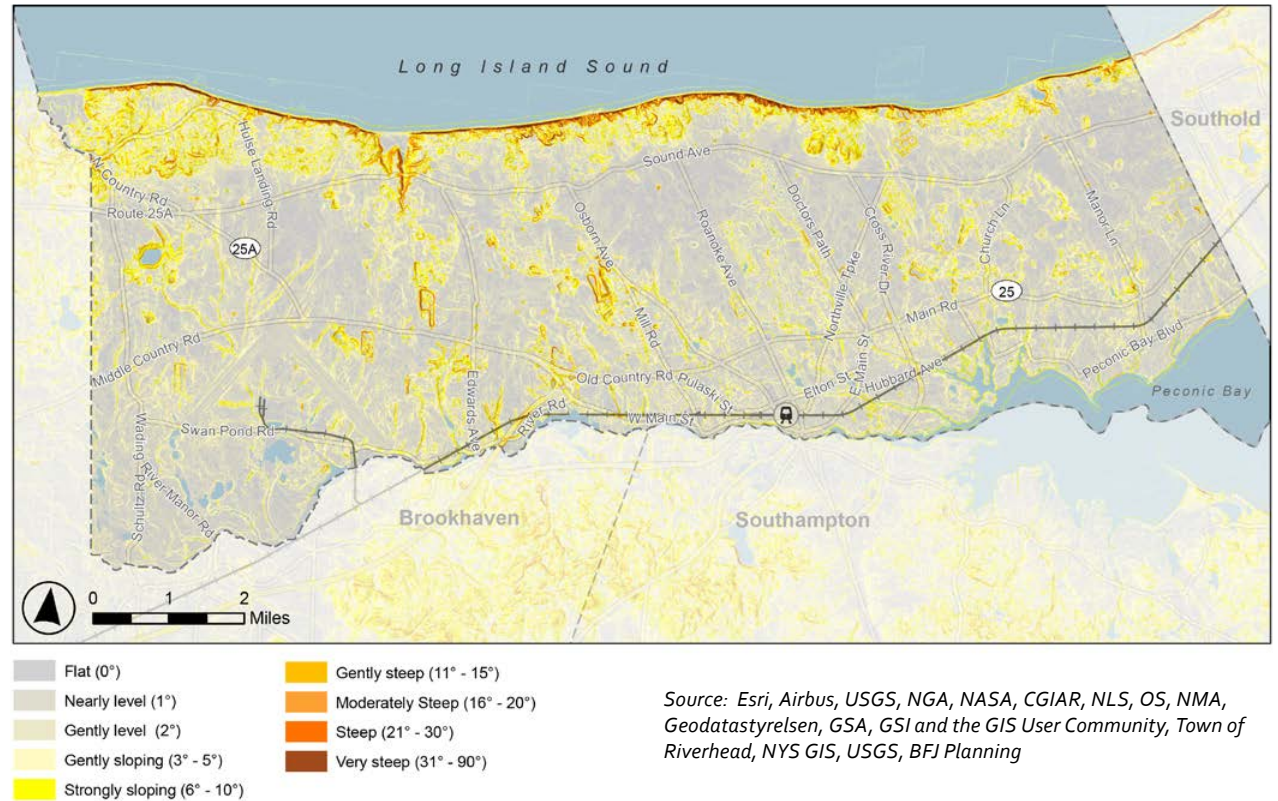 Long Island Sound
Southold
Sound Ave
Hulse Landing Rd
N Country Rd
Route 25A
25A
Osborn Ave
Roanoke Ave
Doctors Path
Cross River Dr
Church Ln
Manor Ln
25
Northville Tpke
Main Rd
Mill Rd
Middle Country Rd
E Main St
Peconic Bay Blvd
Old Country Rd
Pulaski St
Elton St
Hubbard Ave
Peconic Bay
Edwards Ave
River Rd
W Main St
Swan Pond Rd
Wading River Manor Rd
Schultz Rd
Brookhaven
Southampton
0 1 2
Miles
Flat (0°)
Nearly level (1°)
Gently level (2°)
Gently sloping (3° - 5°)
Strongly sloping (6° - 10°)
Gently steep (11° - 15°)
Moderately Steep (16° - 20°)
Steep (21° - 30°)
Very steep (31° - 90°)
Source: Esri, Airbus, USGS, NGA, NASA, CGIAR, NLS, OS, NMA,
Geodatastyrelsen, GSA, GSI and the GIS User Community, Town of
Riverhead, NYS GIS, USGS, BFJ Planning